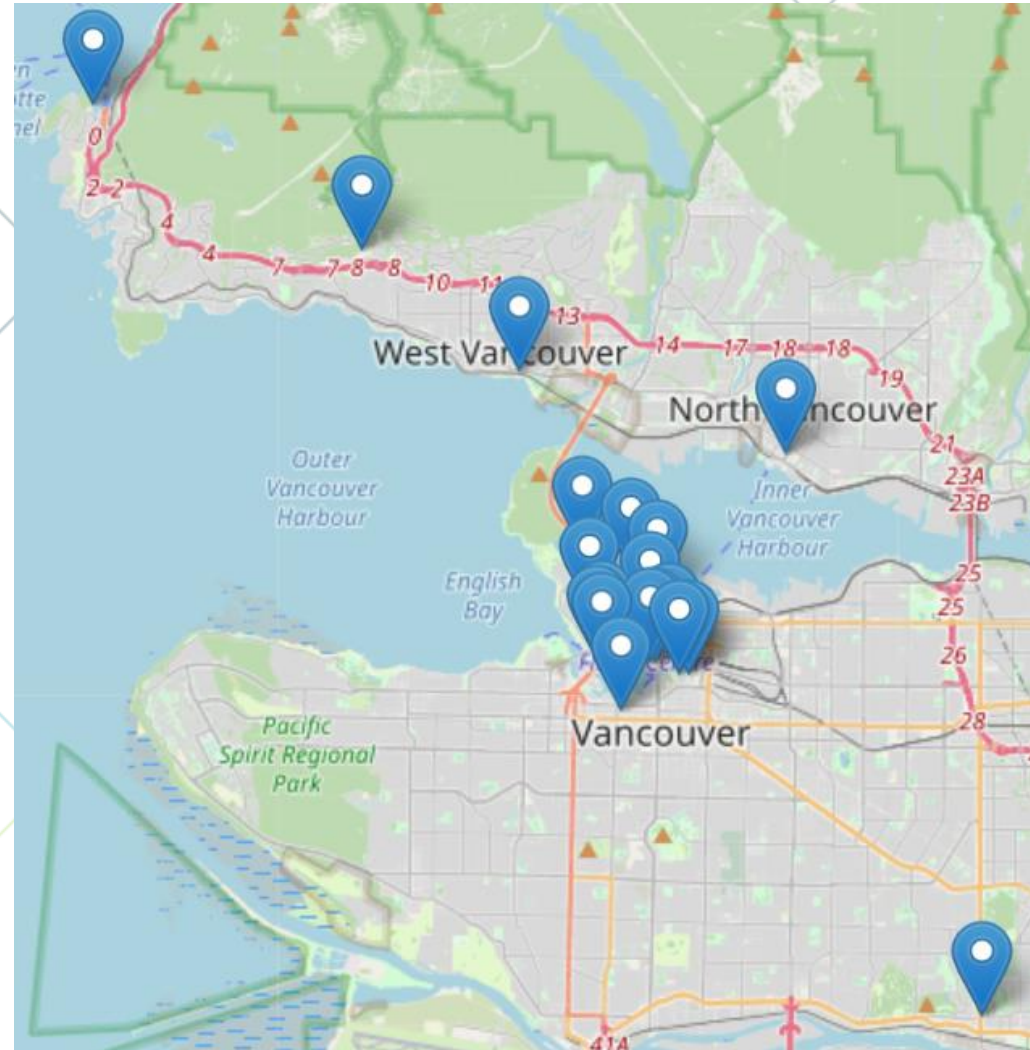 0
2
2
4
4
7
7
8
8
10
13
West Vancouver
14
17
18
18
19
North Vancouver
21
23A
23B
Outer
Vancouver
Harbour
Inner
Vancouver
Harbour
English
Bay
25
25
26
28
Vancouver
Pacific
Spirit Regional
Park
41A